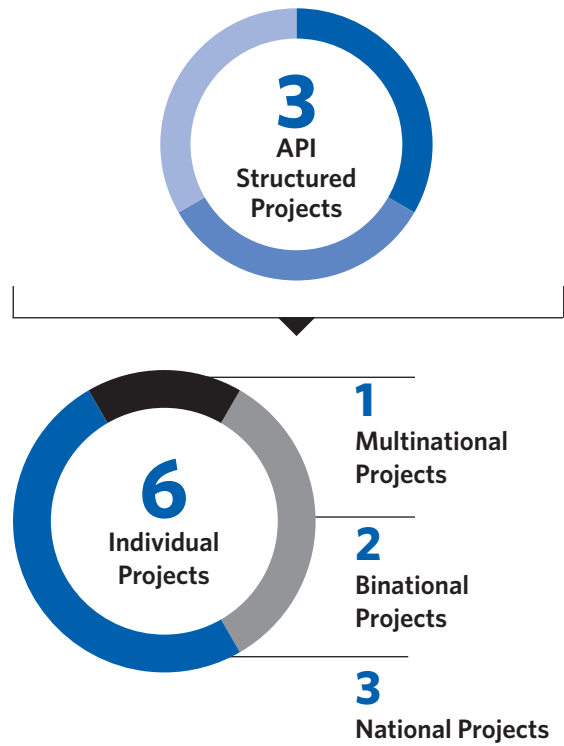 3
API
Structured
Projects
6
Individual
Projects
1
Multinational
Projects
2
Binational
Projects
3
National Projects